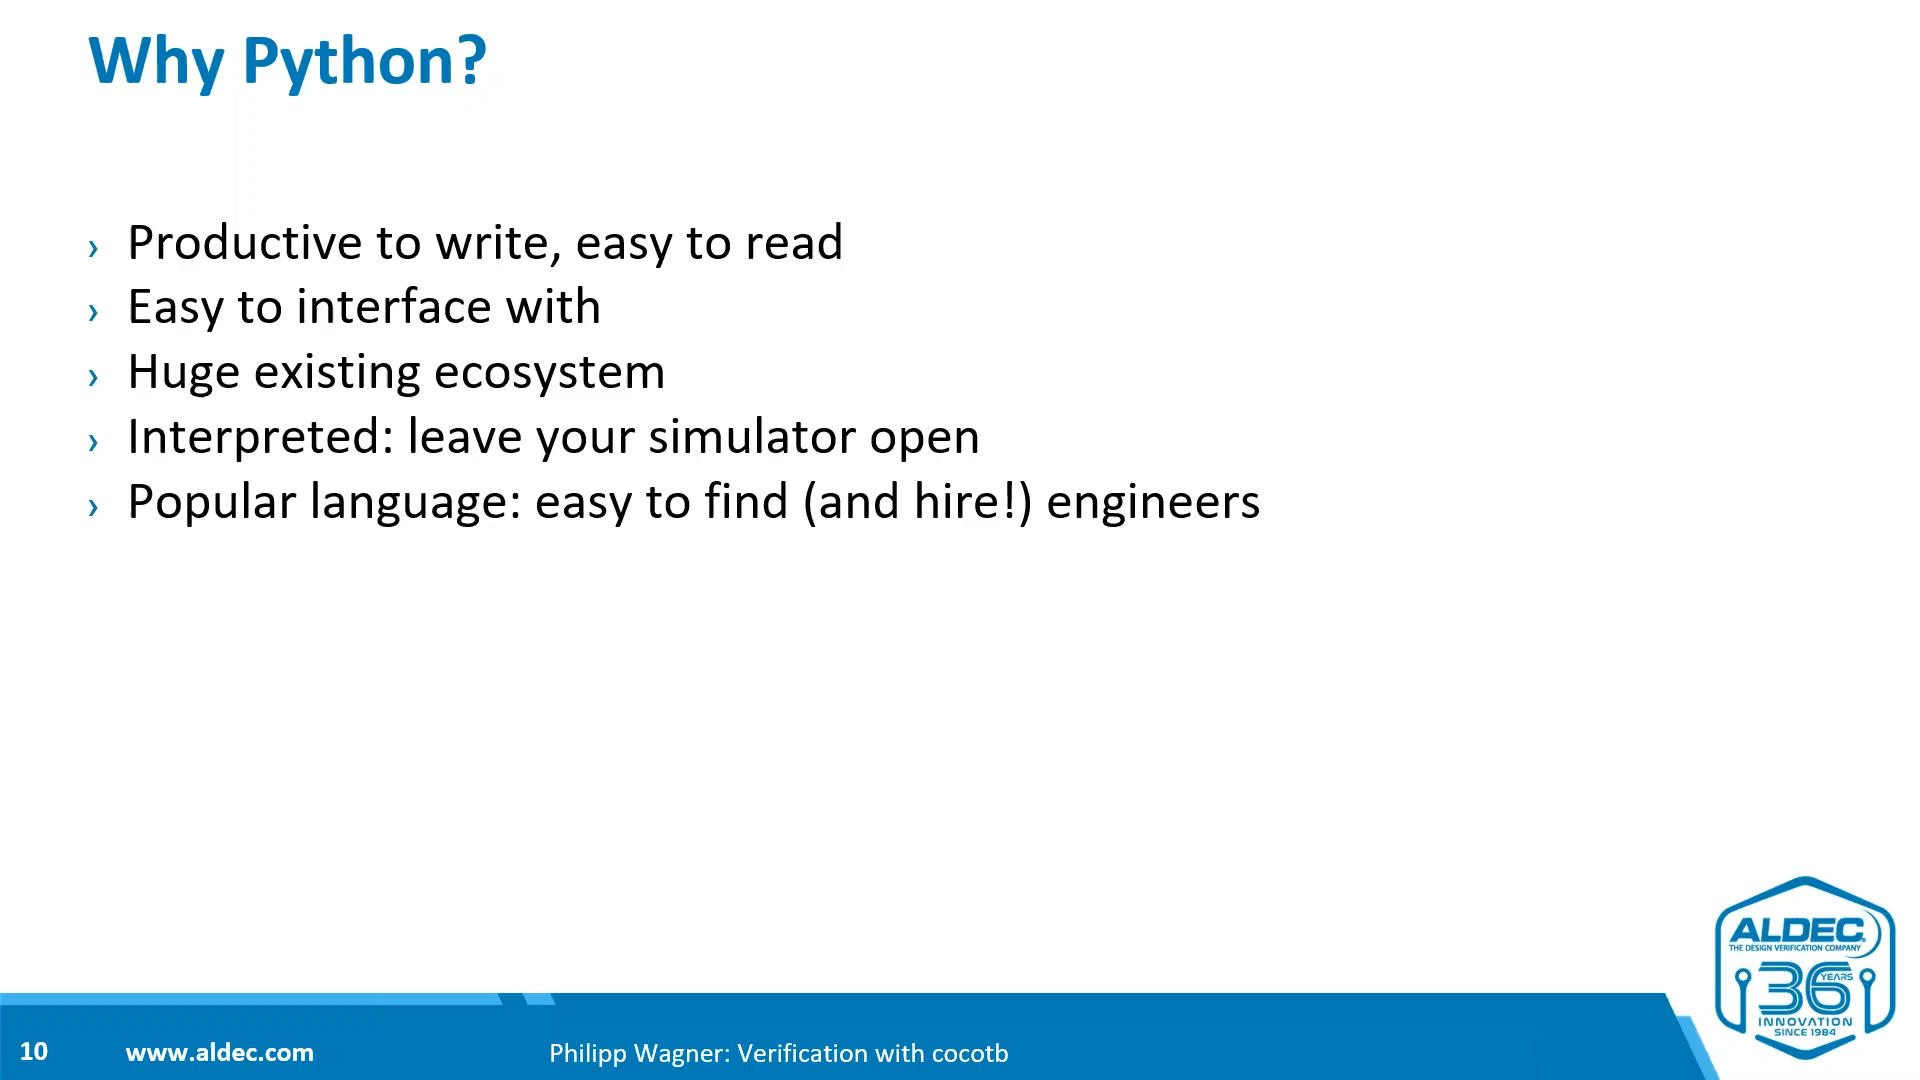 Why Python?
› Productive to write, easy to read
› Easy to interface with
› Huge existing ecosystem
› Interpreted: leave your simulator open
› Popular language: easy to find (and hire!) engineers
ALDEC
THE DESIGN VERIFICATION COMPANY
36 YEARS
INNOVATION
SINCE 1984
10 www.aldec.com Philipp Wagner: Verification with cocotb